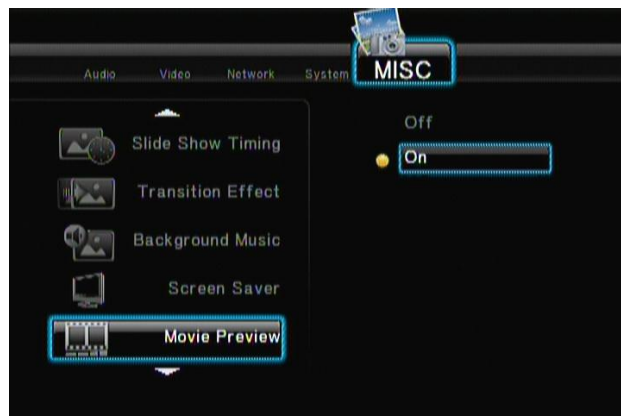 Audio Video Network System MISC
Slide Show Timing
Transition Effect
Background Music
Screen Saver
Movie Preview
Off
On